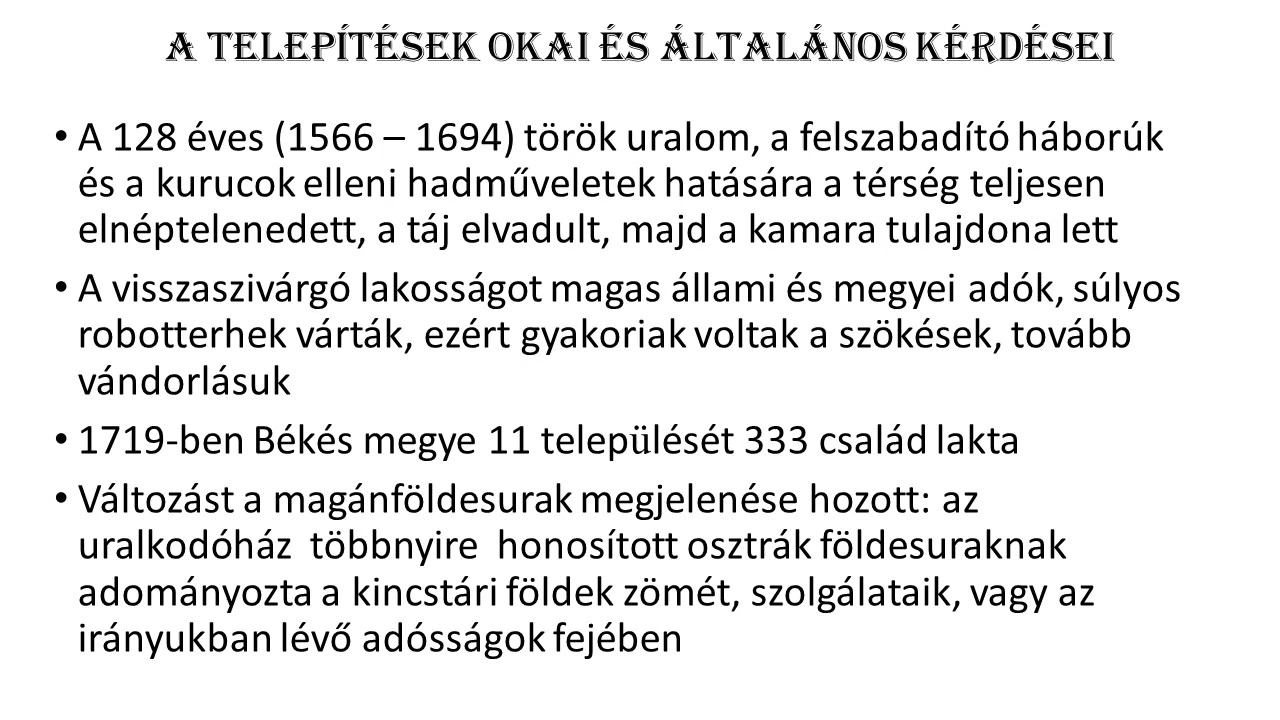 A TELEPÍTÉSEK OKAI ÉS ÁLTALÁNOS KÉRDÉSEI
• A 128 éves (1566 – 1694) török uralom, a felszabadító háborúk
és a kurucok elleni hadműveletek hatására a térség teljesen
elnéptelenedett, a táj elvadult, majd a kamara tulajdona lett
• A visszaszivárgó lakosságot magas állami és megyei adók, súlyos
robotterhek várták, ezért gyakoriak voltak a szökések, tovább
vándorlásuk
• 1719-ben Békés megye 11 települését 333 család lakta
• Változást a magánföldesurak megjelenése hozott: az
uralkodóház többnyire honosított osztrák földesuraknak
adományozta a kincstári földek zömét, szolgálataik, vagy az
irányukban lévő adósságok fejében